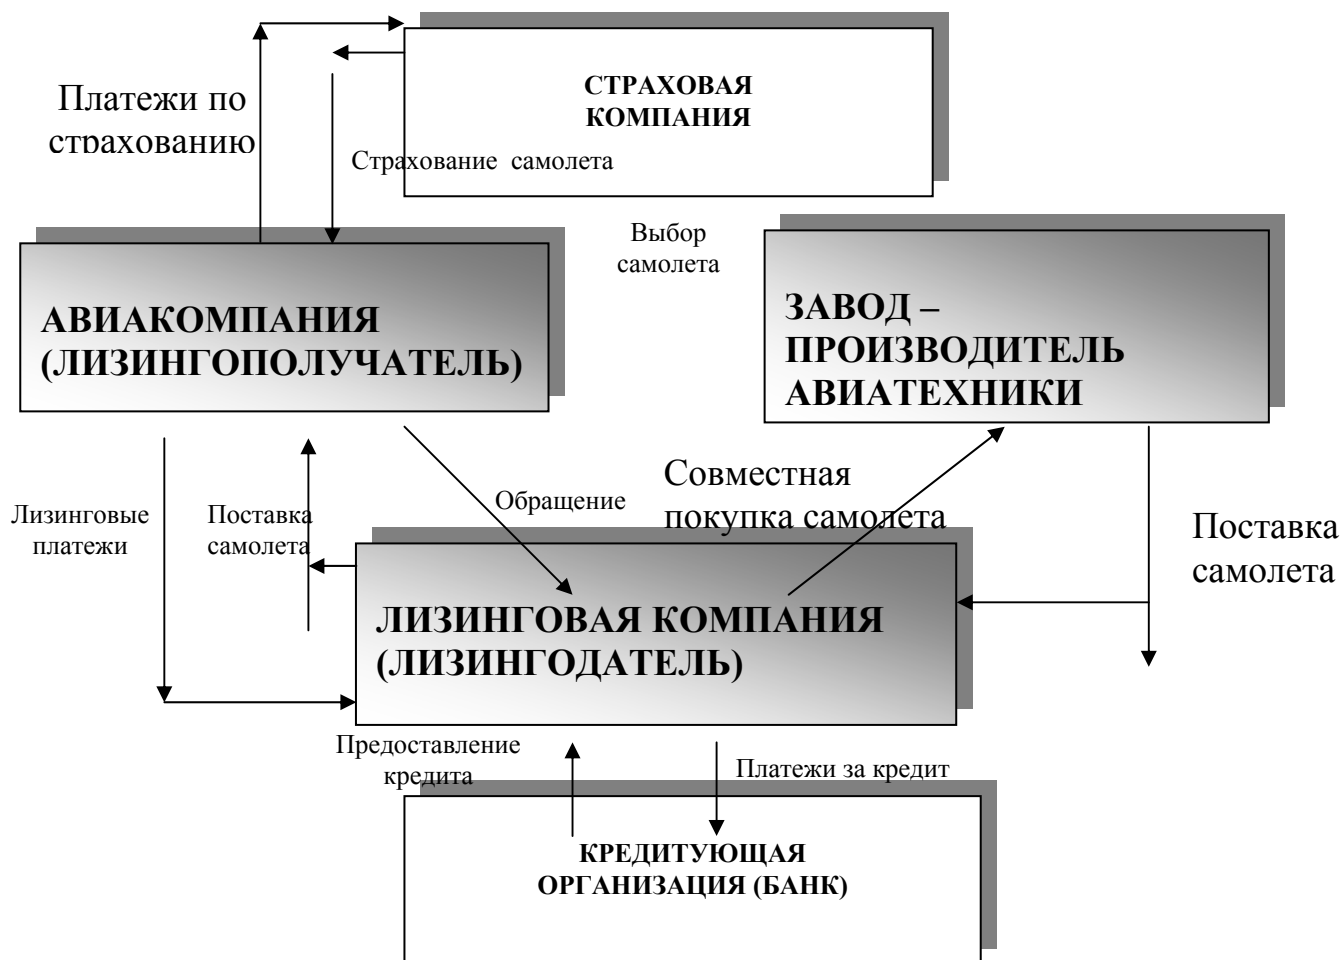 СТРАХОВАЯ
КОМПАНИЯ
Платежи по
страхованию
Страхование самолета
Выбор
самолета
АВИАКОМПАНИЯ
(ЛИЗИНГОПОЛУЧАТЕЛЬ)
ЗАВОД –
ПРОИЗВОДИТЕЛЬ
АВИАТЕХНИКИ
Лизинговые
платежи
Поставка
самолета
Обращение
Совместная
покупка самолета
Поставка
самолета
ЛИЗИНГОВАЯ КОМПАНИЯ
(ЛИЗИНГОДАТЕЛЬ)
Предоставление
кредита
Платежи за кредит
КРЕДИТУЮЩАЯ
ОРГАНИЗАЦИЯ (БАНК)